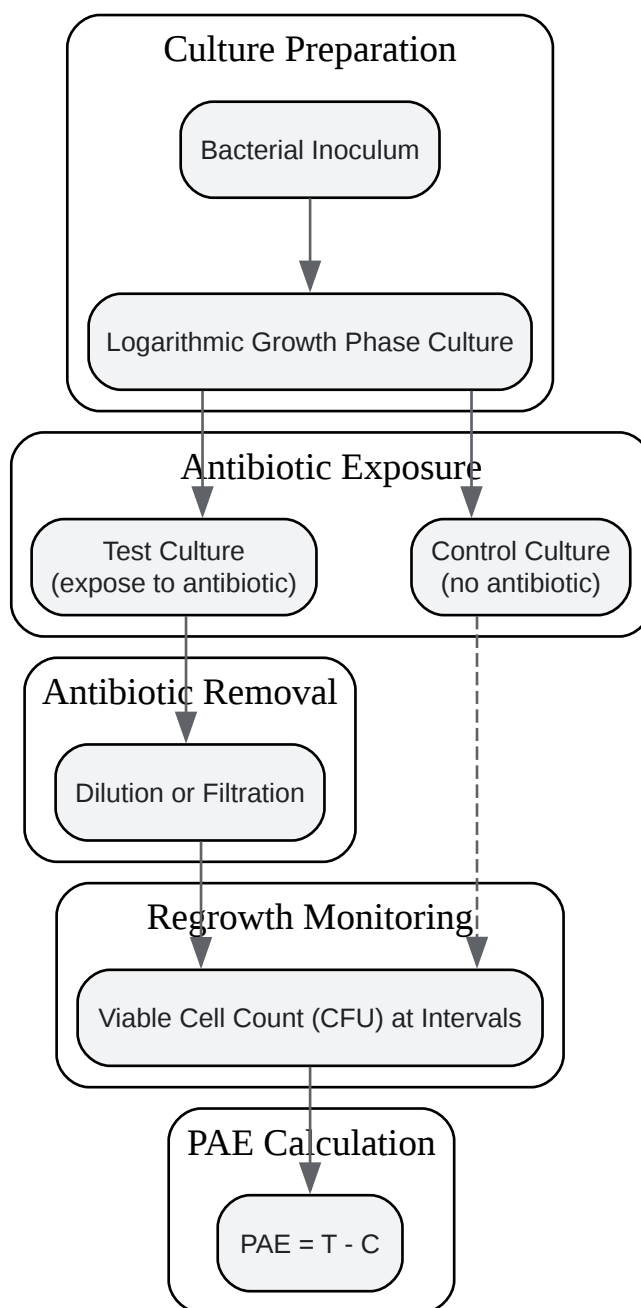 Culture Preparation
Bacterial Inoculum
Logarithmic Growth Phase Culture
Antibiotic Exposure
Test Culture
(expose to antibiotic)
Control Culture
(no antibiotic)
Antibiotic Removal
Dilution or Filtration
Regrowth Monitoring
Viable Cell Count (CFU) at Intervals
PAE Calculation
PAE = T - C